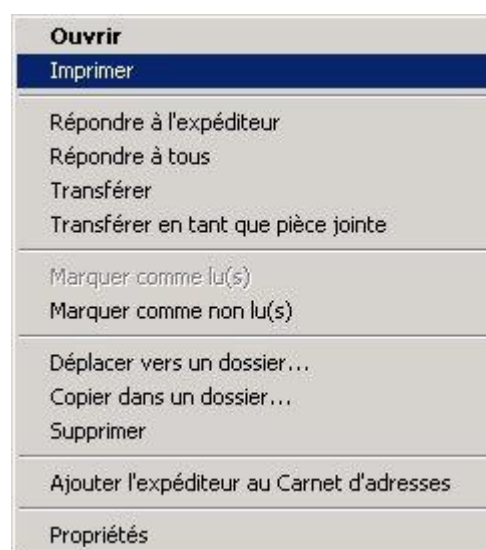 Ouvrir
Imprimer
Répondre à l'expéditeur
Répondre à tous
Transférer
Transférer en tant que pièce jointe
Marquer comme lu(s)
Marquer comme non lu(s)
Déplacer vers un dossier...
Copier dans un dossier...
Supprimer
Ajouter l'expéditeur au Carnet d'adresses
Propriétés